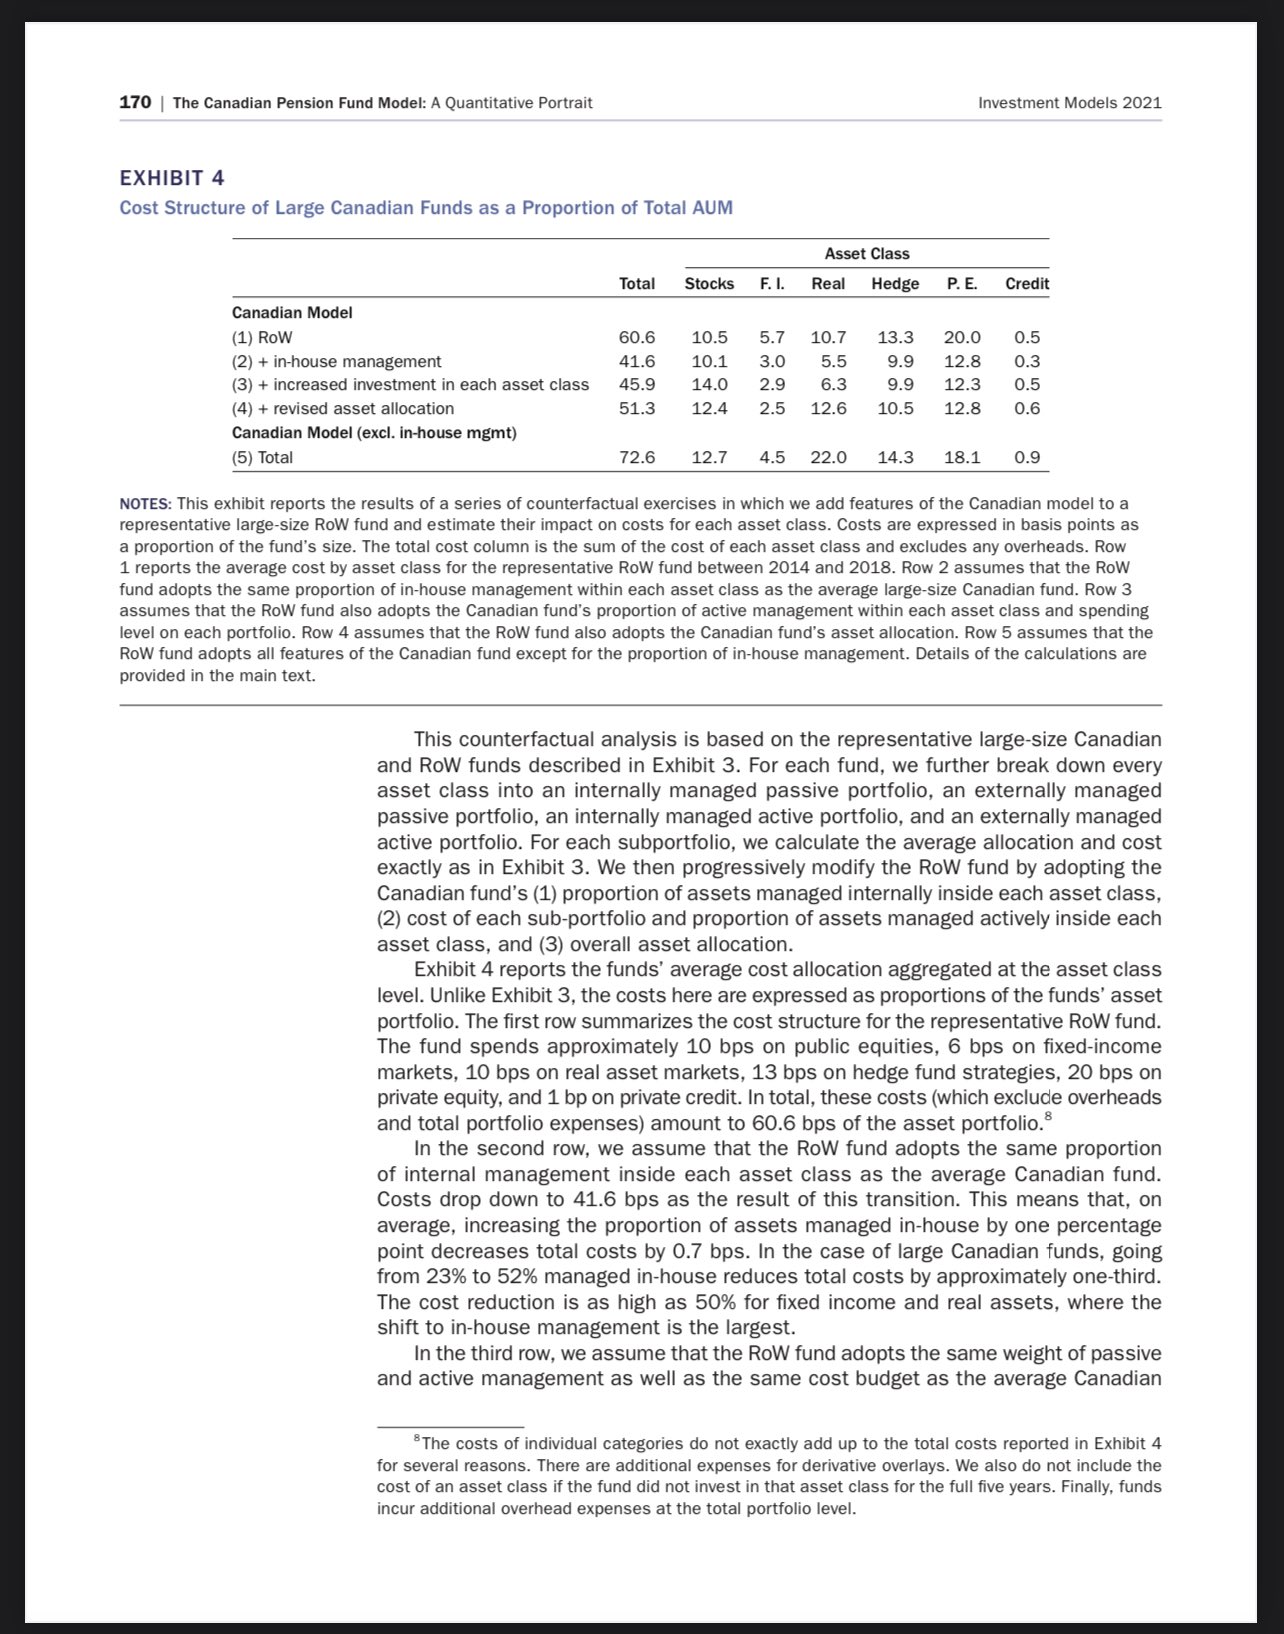 170 | The Canadian Pension Fund Model: A Quantitative Portrait Investment Models 2021
EXHIBIT 4
Cost Structure of Large Canadian Funds as a Proportion of Total AUM
Asset Class
Total Stocks F. I. Real Hedge P. E. Credit
Canadian Model
(1) RoW 60.6 10.5 5.7 10.7 13.3 20.0 0.5
(2) + in-house management 41.6 10.1 3.0 5.5 9.9 12.8 0.3
(3) + increased investment in each asset class 45.9 14.0 2.9 6.3 9.9 12.3 0.5
(4) + revised asset allocation 51.3 12.4 2.5 12.6 10.5 12.8 0.6
Canadian Model (excl. in-house mgmt)
(5) Total 72.6 12.7 4.5 22.0 14.3 18.1 0.9
NOTES: This exhibit reports the results of a series of counterfactual exercises in which we add features of the Canadian model to a
representative large-size RoW fund and estimate their impact on costs for each asset class. Costs are expressed in basis points as
a proportion of the fund's size. The total cost column is the sum of the cost of each asset class and excludes any overheads. Row
1 reports the average cost by asset class for the representative RoW fund between 2014 and 2018. Row 2 assumes that the RoW
fund adopts the same proportion of in-house management within each asset class as the average large-size Canadian fund. Row 3
assumes that the RoW fund also adopts the Canadian fund's proportion of active management within each asset class and spending
level on each portfolio. Row 4 assumes that the RoW fund also adopts the Canadian fund's asset allocation. Row 5 assumes that the
RoW fund adopts all features of the Canadian fund except for the proportion of in-house management. Details of the calculations are
provided in the main text.
This counterfactual analysis is based on the representative large-size Canadian
and RoW funds described in Exhibit 3. For each fund, we further break down every
asset class into an internally managed passive portfolio, an externally managed
passive portfolio, an internally managed active portfolio, and an externally managed
active portfolio. For each subportfolio, we calculate the average allocation and cost
exactly as in Exhibit 3. We then progressively modify the RoW fund by adopting the
Canadian fund's (1) proportion of assets managed internally inside each asset class,
(2) cost of each sub-portfolio and proportion of assets managed actively inside each
asset class, and (3) overall asset allocation.
Exhibit 4 reports the funds' average cost allocation aggregated at the asset class
level. Unlike Exhibit 3, the costs here are expressed as proportions of the funds' asset
portfolio. The first row summarizes the cost structure for the representative RoW fund.
The fund spends approximately 10 bps on public equities, 6 bps on fixed-income
markets, 10 bps on real asset markets, 13 bps on hedge fund strategies, 20 bps on
private equity, and 1 bp on private credit. In total, these costs (which exclude overheads
and total portfolio expenses) amount to 60.6 bps of the asset portfolio.⁸
In the second row, we assume that the RoW fund adopts the same proportion
of internal management inside each asset class as the average Canadian fund.
Costs drop down to 41.6 bps as the result of this transition. This means that, on
average, increasing the proportion of assets managed in-house by one percentage
point decreases total costs by 0.7 bps. In the case of large Canadian funds, going
from 23% to 52% managed in-house reduces total costs by approximately one-third.
The cost reduction is as high as 50% for fixed income and real assets, where the
shift to in-house management is the largest.
In the third row, we assume that the RoW fund adopts the same weight of passive
and active management as well as the same cost budget as the average Canadian
⁸The costs of individual categories do not exactly add up to the total costs reported in Exhibit 4
for several reasons. There are additional expenses for derivative overlays. We also do not include the
cost of an asset class if the fund did not invest in that asset class for the full five years. Finally, funds
incur additional overhead expenses at the total portfolio level.